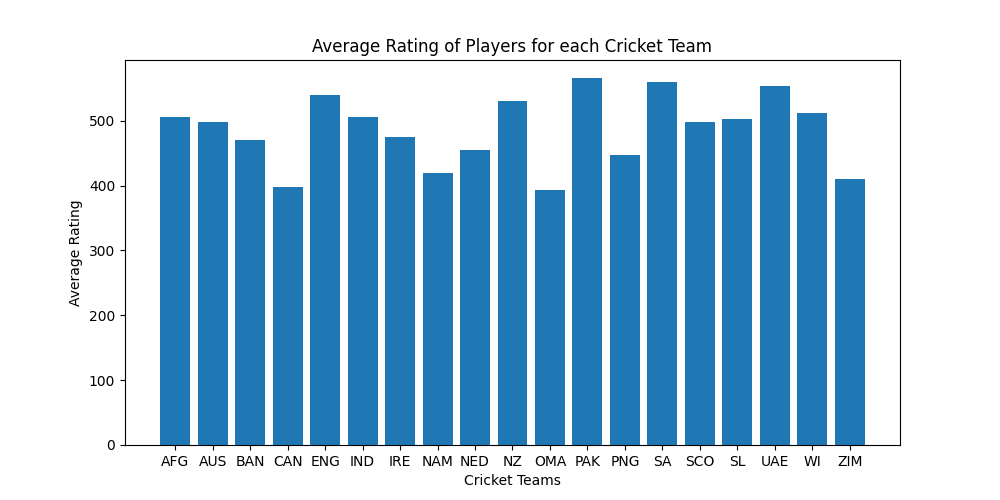 Average Rating of Players for each Cricket Team
Average Rating
500
400
300
200
100
0
AFG AUS BAN CAN ENG IND IRE NAM NED NZ OMA PAK PNG SA SCO SL UAE WI ZIM
Cricket Teams